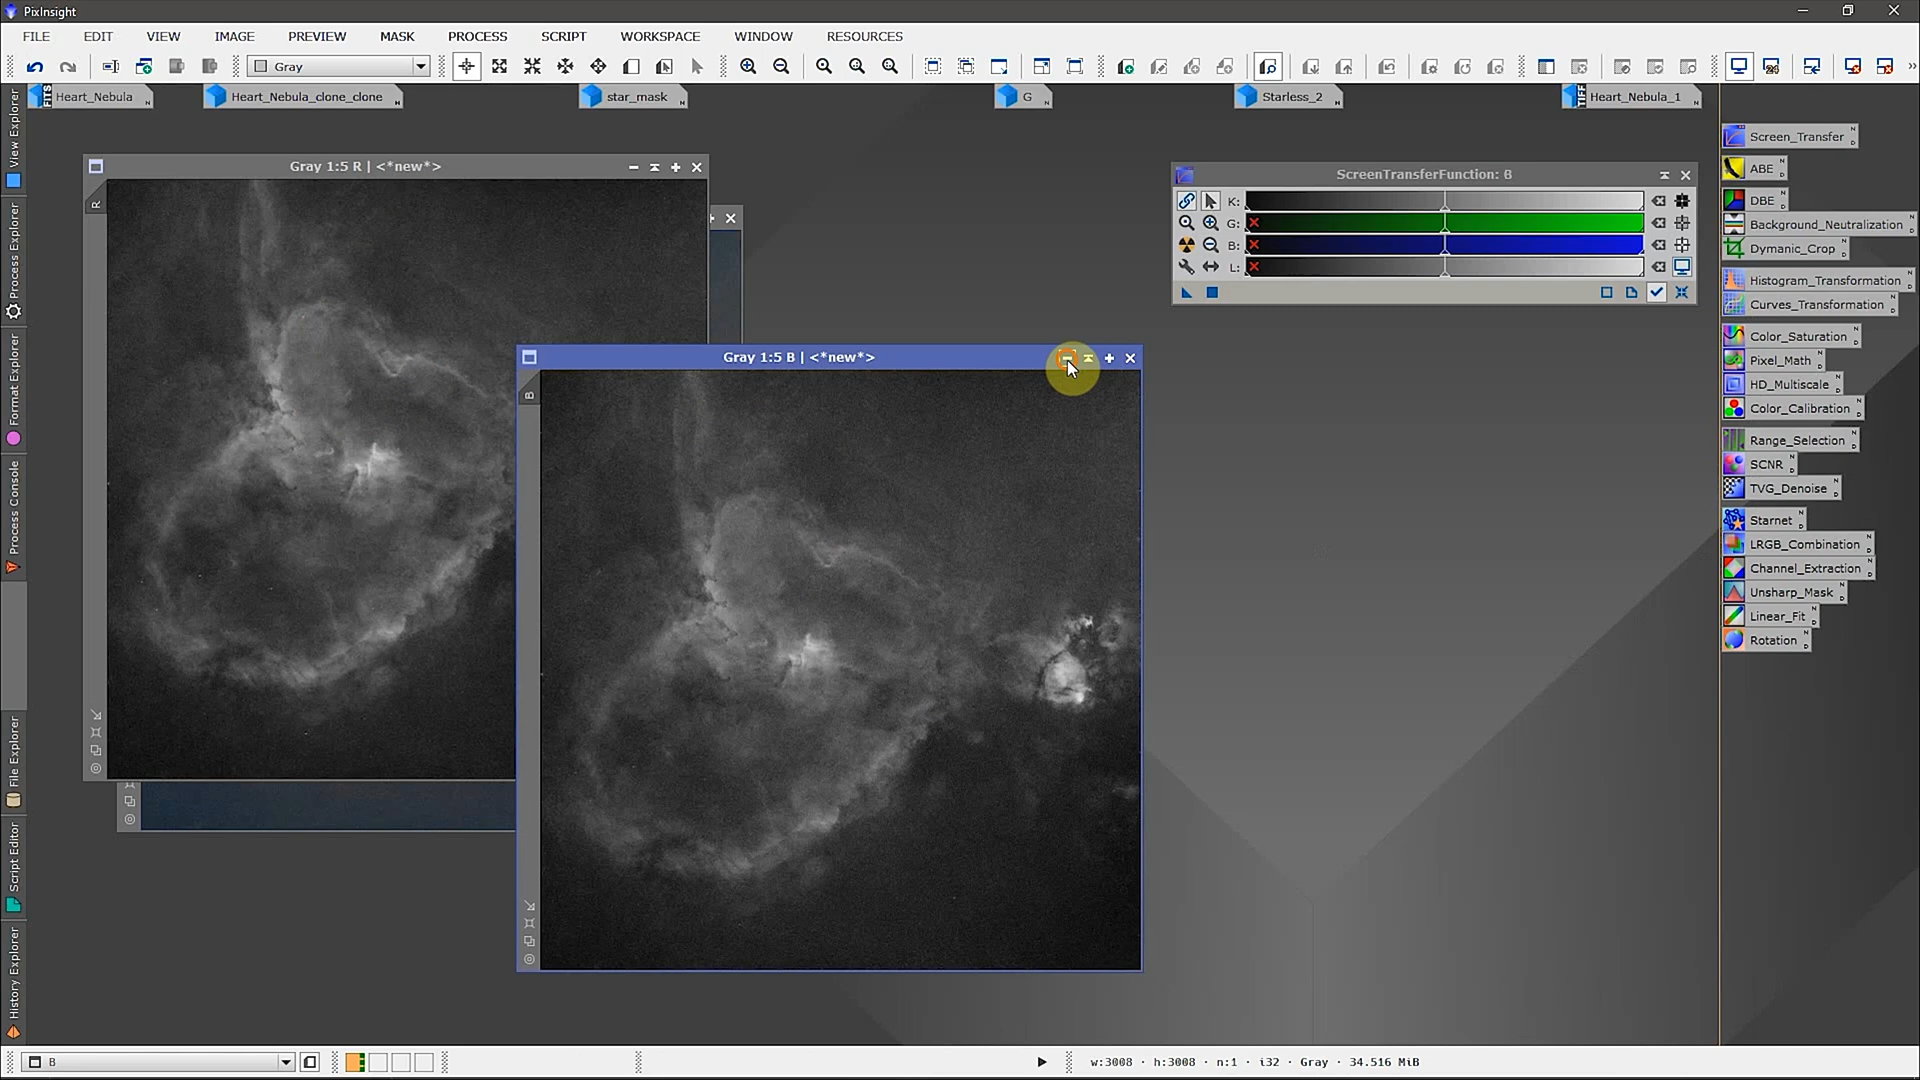 PixInsight
FILE EDIT VIEW IMAGE PREVIEW MASK PROCESS SCRIPT WORKSPACE WINDOW RESOURCES
Gray
Heart_Nebula
Heart_Nebula_clone_clone
star_mask
G
Starless_2
Heart_Nebula_1
View Explorer
Process Explorer
Format Explorer
Process Console
File Explorer
Script Editor
History Explorer
Gray 1:5 R | <*new*>
R
Gray 1:5 B | <*new*>
B
ScreenTransferFunction: B
K:
G:
B:
L:
Screen_Transfer
ABE
DBE
Background_Neutralization
Dymanic_Crop
Histogram_Transformation
Curves_Transformation
Color_Saturation
Pixel_Math
HD_Multiscale
Color_Calibration
Range_Selection
SCNR
TVG_Denoise
Starnet
LRGB_Combination
Channel_Extraction
Unsharp_Mask
Linear_Fit
Rotation
B
w:3008 · h:3008 · n:1 · i32 · Gray · 34.516 MiB